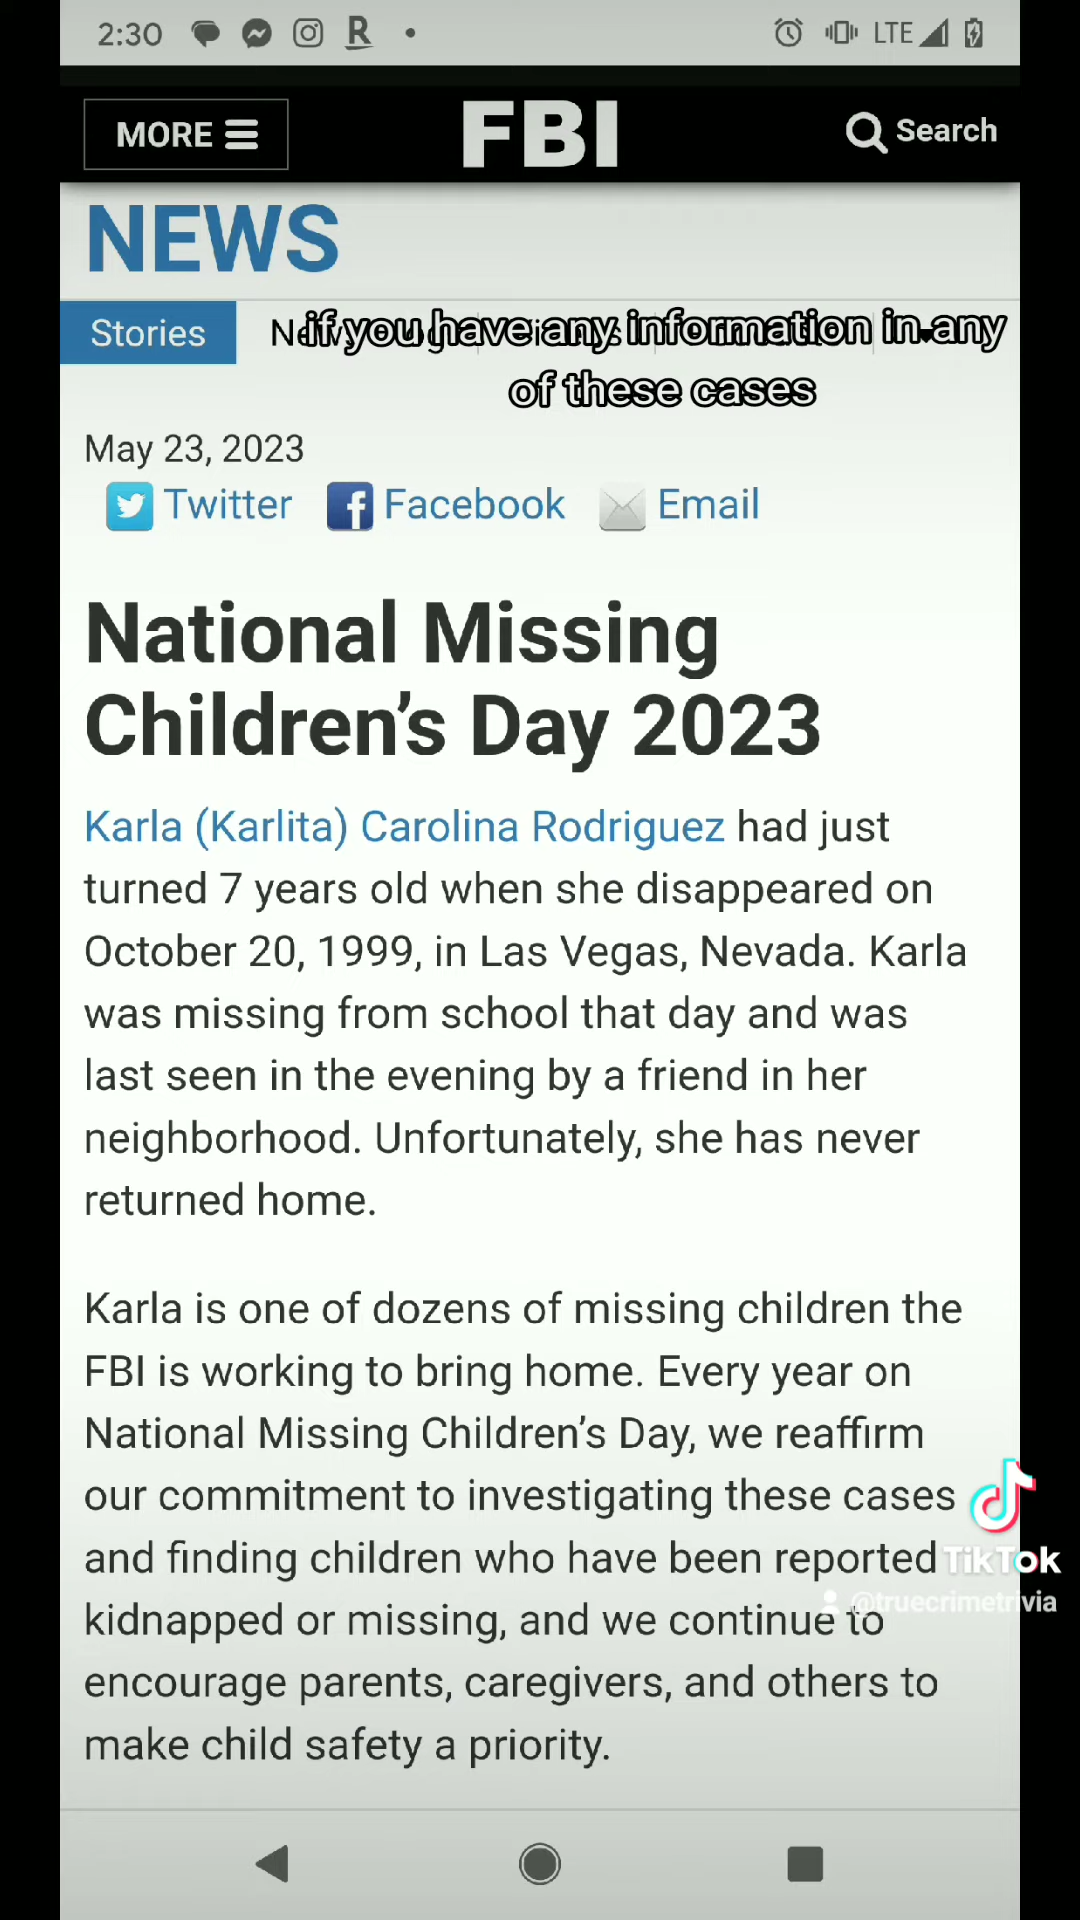 2:30 R LTE
MORE FBI Search
NEWS
Stories
if you have any information in any
of these cases
May 23, 2023
Twitter Facebook Email
National Missing
Children’s Day 2023
Karla (Karlita) Carolina Rodriguez had just
turned 7 years old when she disappeared on
October 20, 1999, in Las Vegas, Nevada. Karla
was missing from school that day and was
last seen in the evening by a friend in her
neighborhood. Unfortunately, she has never
returned home.
Karla is one of dozens of missing children the
FBI is working to bring home. Every year on
National Missing Children’s Day, we reaffirm
our commitment to investigating these cases
and finding children who have been reported
TikTok
kidnapped or missing, and we continue to
@truecrimetrivia
encourage parents, caregivers, and others to
make child safety a priority.